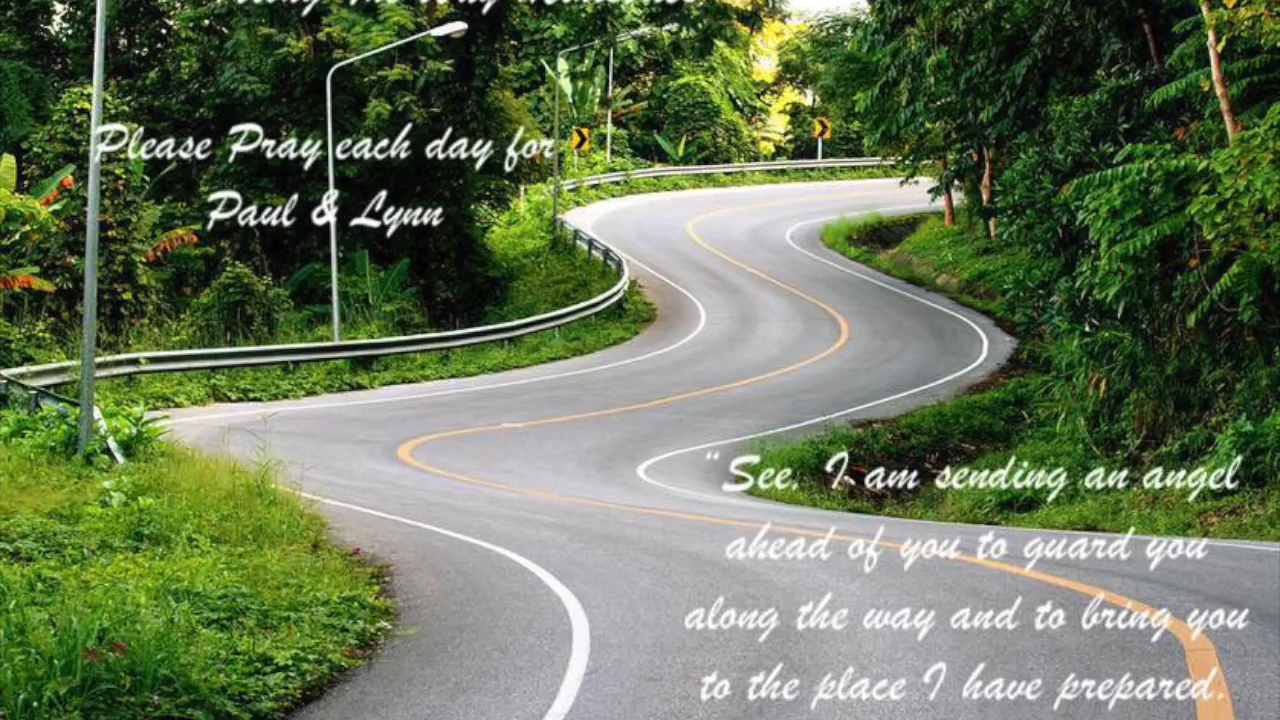 Please Pray each day for
Paul & Lynn
"See, I am sending an angel
ahead of you to guard you
along the way and to bring you
to the place I have prepared.